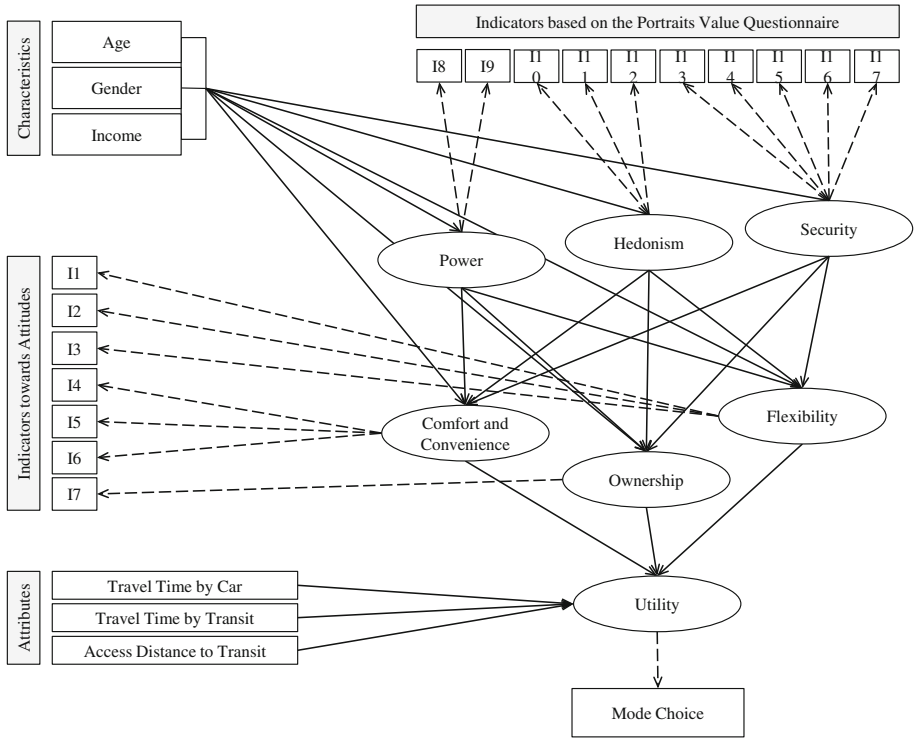 Indicators based on the Portraits Value Questionnaire
Characteristics
Age
Gender
Income
I8
I9
I1
0
I1
1
I1
2
I1
3
I1
4
I1
5
I1
6
I1
7
Power
Hedonism
Security
Indicators towards Attitudes
I1
I2
I3
I4
I5
I6
I7
Comfort and
Convenience
Ownership
Flexibility
Attributes
Travel Time by Car
Travel Time by Transit
Access Distance to Transit
Utility
Mode Choice